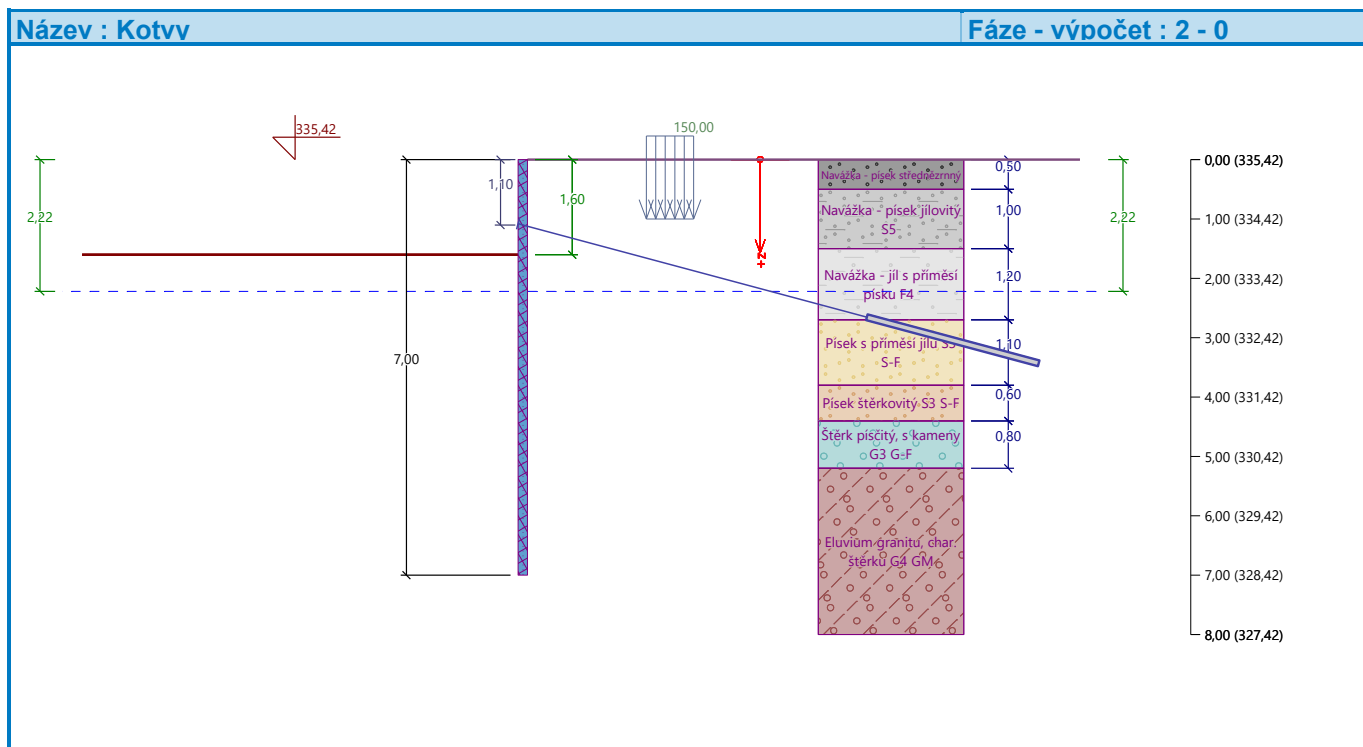 Název : Kotvy
Fáze - výpočet : 2 - 0
335,42
150,00
2,22
1,10
1,60
7,00
+z
Navážka - písek střednězrnný
Navážka - písek jílovitý
S5
Navážka - jíl s příměsí
písku F4
Písek s příměsí jílu S3
S-F
Písek štěrkovitý S3 S-F
Štěrk písčitý, s kameny
G3 G-F
Eluvium granitu, char.
štěrku G4 GM
0,50
1,00
1,20
1,10
0,60
0,80
2,22
0,00 (335,42)
1,00 (334,42)
2,00 (333,42)
3,00 (332,42)
4,00 (331,42)
5,00 (330,42)
6,00 (329,42)
7,00 (328,42)
8,00 (327,42)